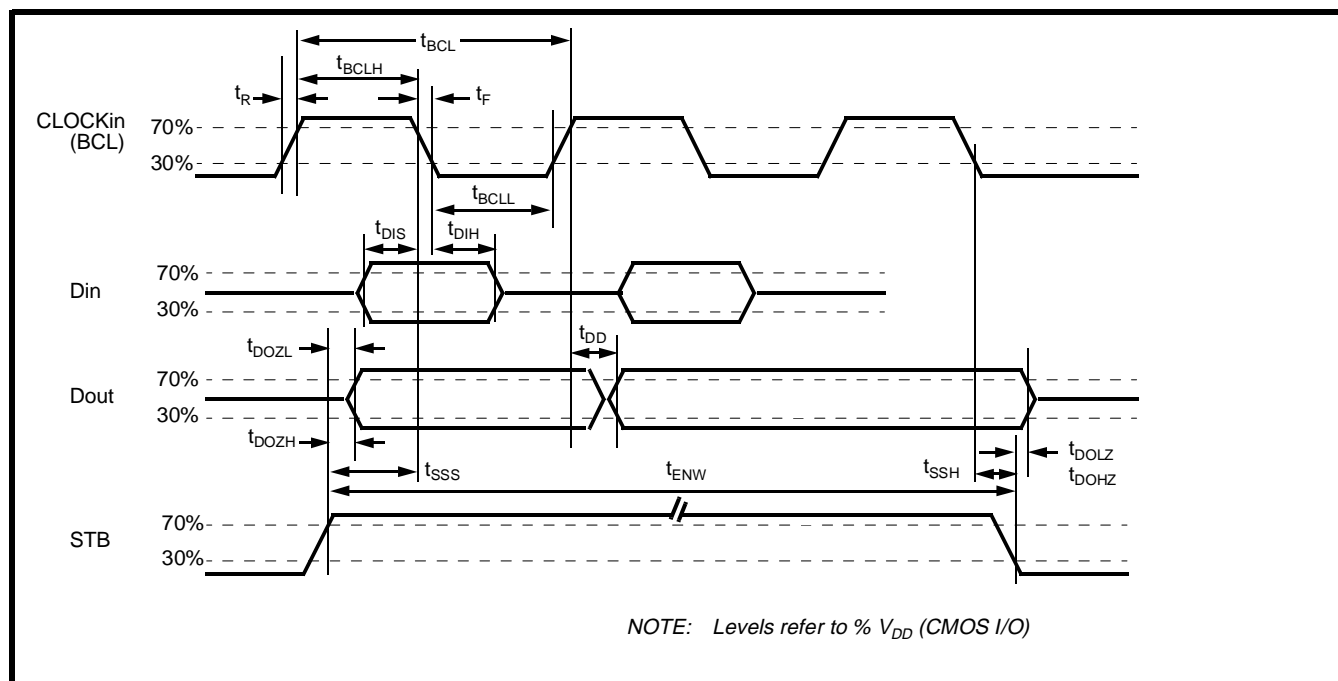 tBCL
tBCLH
tR
tF
CLOCKin
(BCL)
70%
30%
tBCLL
tDIS
tDIH
Din
70%
30%
tDOZL
tDD
Dout
70%
30%
tDOZH
tSSS
tENW
tSSH
tDOLZ
tDOHZ
STB
70%
30%
NOTE: Levels refer to % VDD (CMOS I/O)